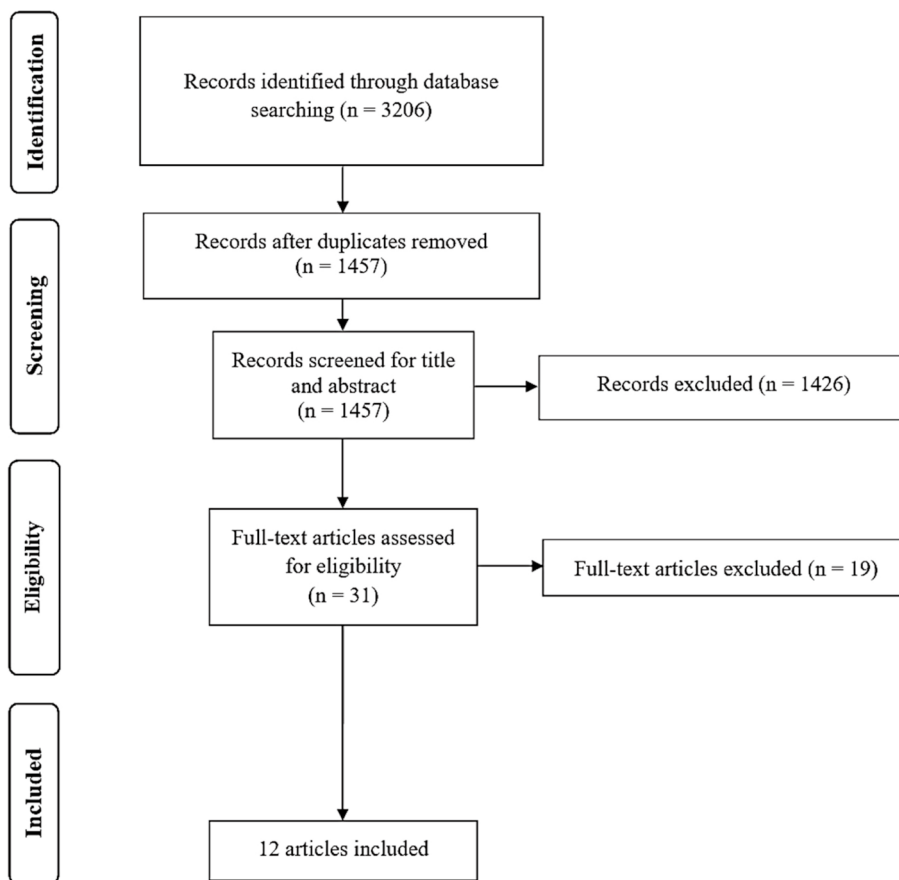 Identification
Records identified through database
searching (n = 3206)
Screening
Records after duplicates removed
(n = 1457)
Records screened for title
and abstract
(n = 1457)
Records excluded (n = 1426)
Eligibility
Full-text articles assessed
for eligibility
(n = 31)
Full-text articles excluded (n = 19)
Included
12 articles included